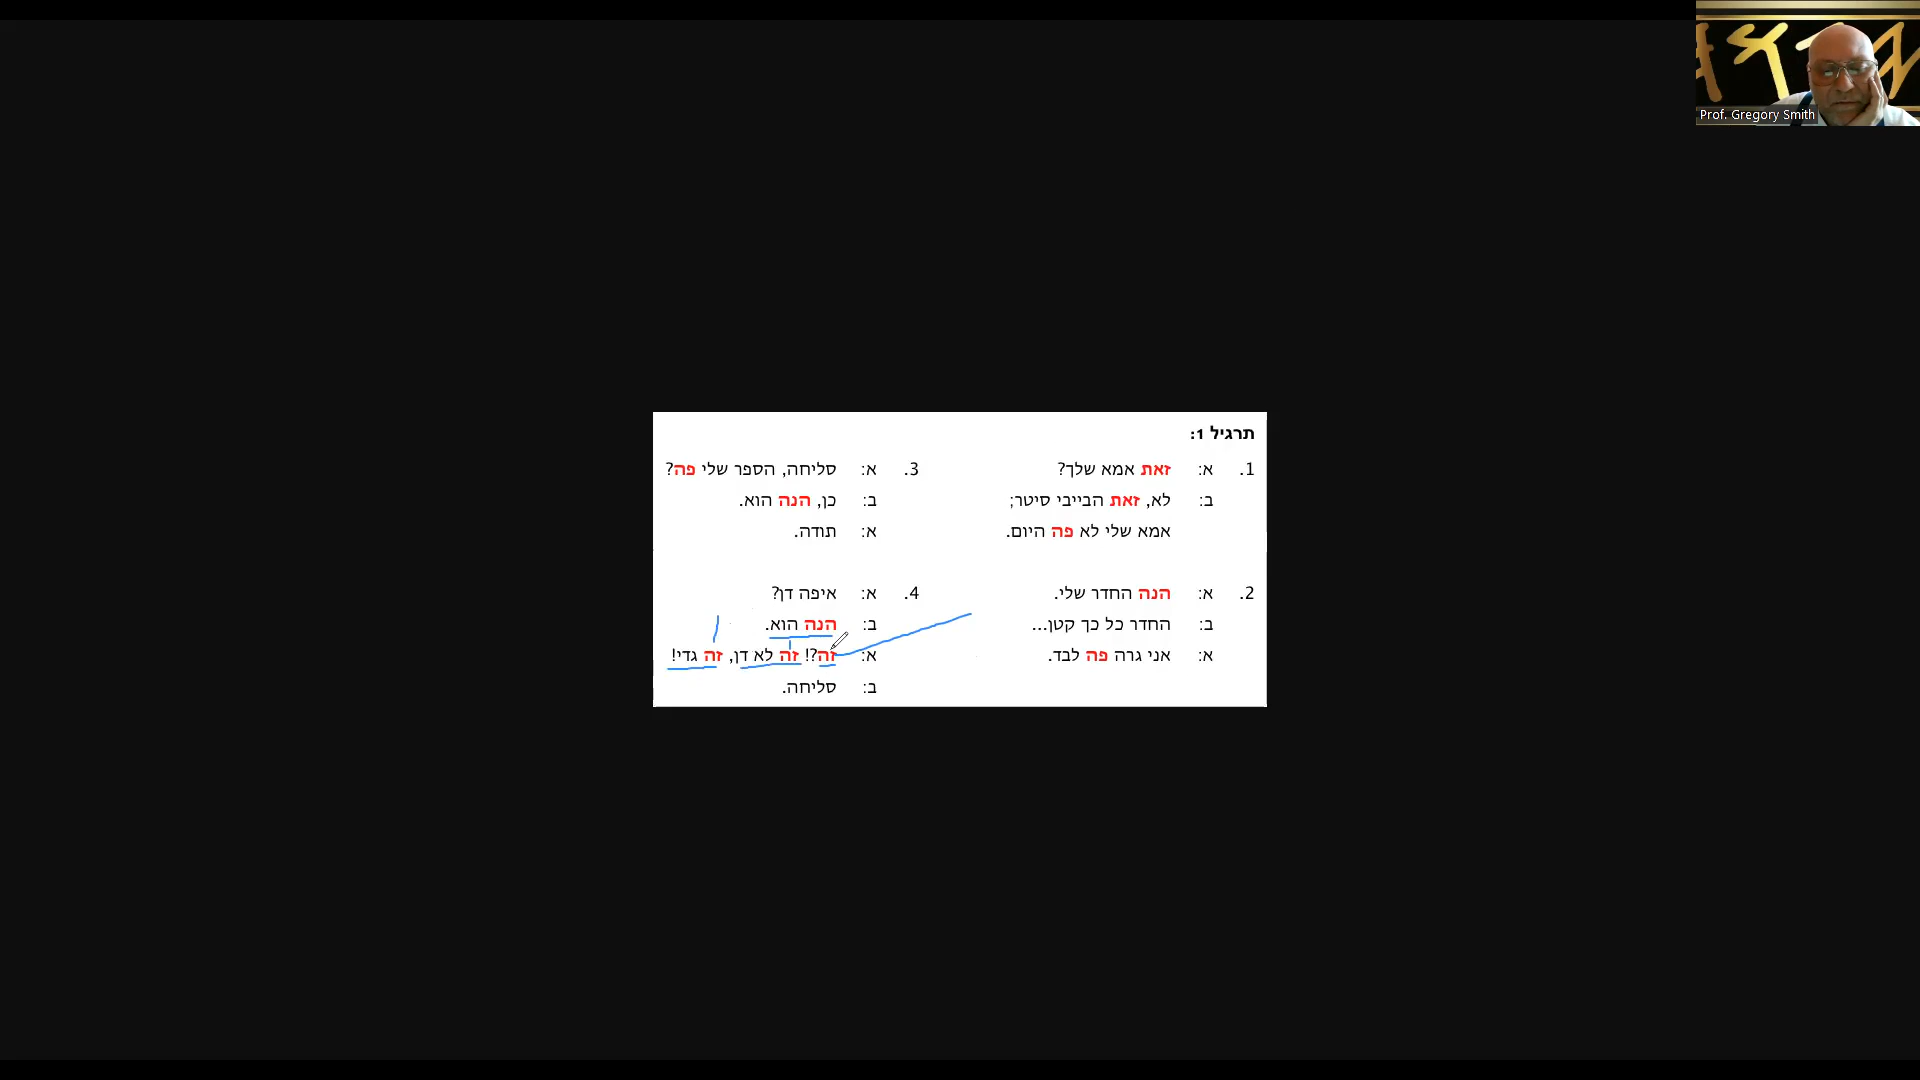 Prof. Gregory Smith
תרגיל 1:
1. א: זאת אמא שלך?
ב: לא, זאת הבייבי סיטר;
אמא שלי לא פה היום.
2. א: הנה החדר שלי.
ב: החדר כל כך קטן...
א: אני גרה פה לבד.
3. א: סליחה, הספר שלי פה?
ב: כן, הנה הוא.
א: תודה.
4. א: איפה דן?
ב: הנה הוא.
א: זה?! זה לא דן, זה גדי!
ב: סליחה.